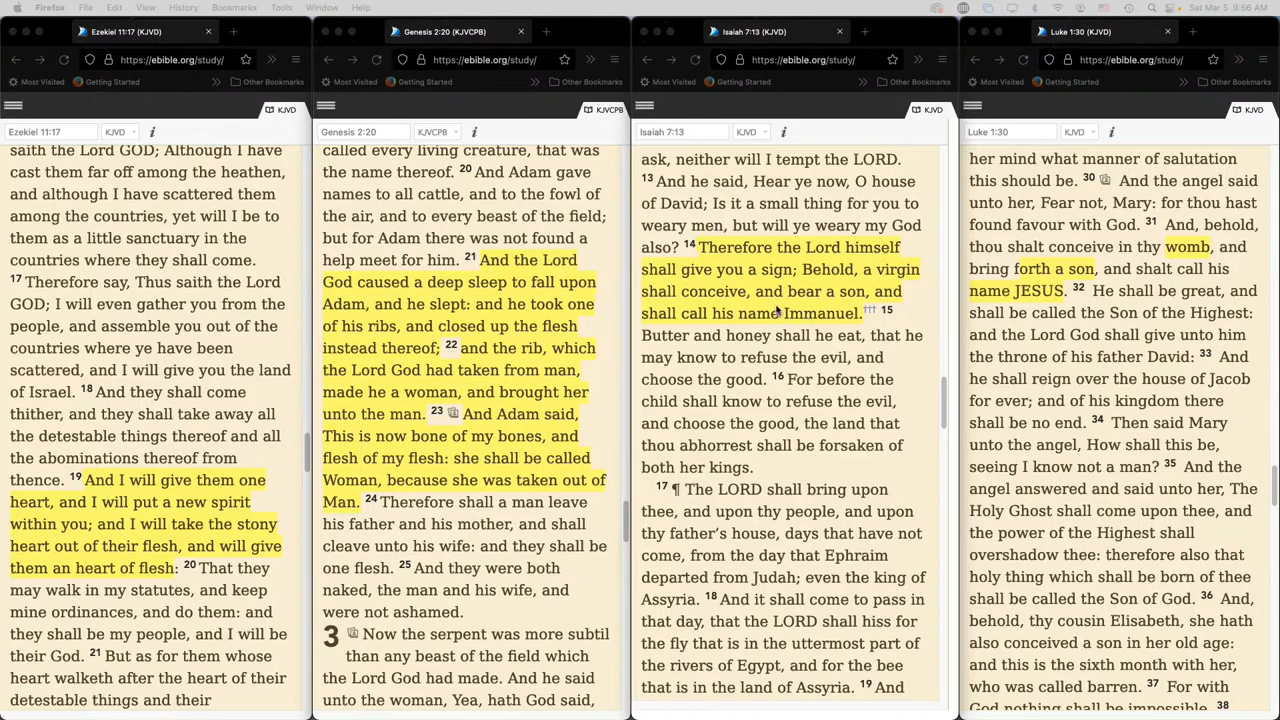 Firefox File Edit View History Bookmarks Tools Window Help
Sat Mar 5 9:56 AM
Ezekiel 11:17 (KJVD)
https://ebible.org/study/
Most Visited Getting Started Other Bookmarks
KJVD
Ezekiel 11:17 KJVD i
saith the Lord GOD; Although I have
cast them far off among the heathen,
and although I have scattered them
among the countries, yet will I be to
them as a little sanctuary in the
countries where they shall come.
17 Therefore say, Thus saith the Lord
GOD; I will even gather you from the
people, and assemble you out of the
countries where ye have been
scattered, and I will give you the land
of Israel. 18 And they shall come
thither, and they shall take away all
the detestable things thereof and all
the abominations thereof from
thence. 19 And I will give them one
heart, and I will put a new spirit
within you; and I will take the stony
heart out of their flesh, and will give
them an heart of flesh: 20 That they
may walk in my statutes, and keep
mine ordinances, and do them: and
they shall be my people, and I will be
their God. 21 But as for them whose
heart walketh after the heart of their
detestable things and their
Genesis 2:20 (KJVCPB)
https://ebible.org/study/
Most Visited Getting Started Other Bookmarks
KJVCPB
Genesis 2:20 KJVCPB i
called every living creature, that was
the name thereof. 20 And Adam gave
names to all cattle, and to the fowl of
the air, and to every beast of the field;
but for Adam there was not found a
help meet for him. 21 And the Lord
God caused a deep sleep to fall upon
Adam, and he slept: and he took one
of his ribs, and closed up the flesh
instead thereof; 22 and the rib, which
the Lord God had taken from man,
made he a woman, and brought her
unto the man. 23 And Adam said,
This is now bone of my bones, and
flesh of my flesh: she shall be called
Woman, because she was taken out of
Man. 24 Therefore shall a man leave
his father and his mother, and shall
cleave unto his wife: and they shall be
one flesh. 25 And they were both
naked, the man and his wife, and
were not ashamed.
3 Now the serpent was more subtil
than any beast of the field which
the Lord God had made. And he said
unto the woman, Yea, hath God said,
Isaiah 7:13 (KJVD)
https://ebible.org/study/
Most Visited Getting Started Other Bookmarks
KJVD
Isaiah 7:13 KJVD i
ask, neither will I tempt the LORD.
13 And he said, Hear ye now, O house
of David; Is it a small thing for you to
weary men, but will ye weary my God
also? 14 Therefore the Lord himself
shall give you a sign; Behold, a virgin
shall conceive, and bear a son, and
shall call his name Immanuel.††† 15
Butter and honey shall he eat, that he
may know to refuse the evil, and
choose the good. 16 For before the
child shall know to refuse the evil,
and choose the good, the land that
thou abhorrest shall be forsaken of
both her kings.
17 ¶ The LORD shall bring upon
thee, and upon thy people, and upon
thy father’s house, days that have not
come, from the day that Ephraim
departed from Judah; even the king of
Assyria. 18 And it shall come to pass in
that day, that the LORD shall hiss for
the fly that is in the uttermost part of
the rivers of Egypt, and for the bee
that is in the land of Assyria. 19 And
Luke 1:30 (KJVD)
https://ebible.org/study/
Most Visited Getting Started Other Bookmarks
KJVD
Luke 1:30 KJVD i
her mind what manner of salutation
this should be. 30 And the angel said
unto her, Fear not, Mary: for thou hast
found favour with God. 31 And, behold,
thou shalt conceive in thy womb, and
bring forth a son, and shalt call his
name JESUS. 32 He shall be great, and
shall be called the Son of the Highest:
and the Lord God shall give unto him
the throne of his father David: 33 And
he shall reign over the house of Jacob
for ever; and of his kingdom there
shall be no end. 34 Then said Mary
unto the angel, How shall this be,
seeing I know not a man? 35 And the
angel answered and said unto her, The
Holy Ghost shall come upon thee, and
the power of the Highest shall
overshadow thee: therefore also that
holy thing which shall be born of thee
shall be called the Son of God. 36 And,
behold, thy cousin Elisabeth, she hath
also conceived a son in her old age:
and this is the sixth month with her,
who was called barren. 37 For with
God nothing shall be impossible. 38